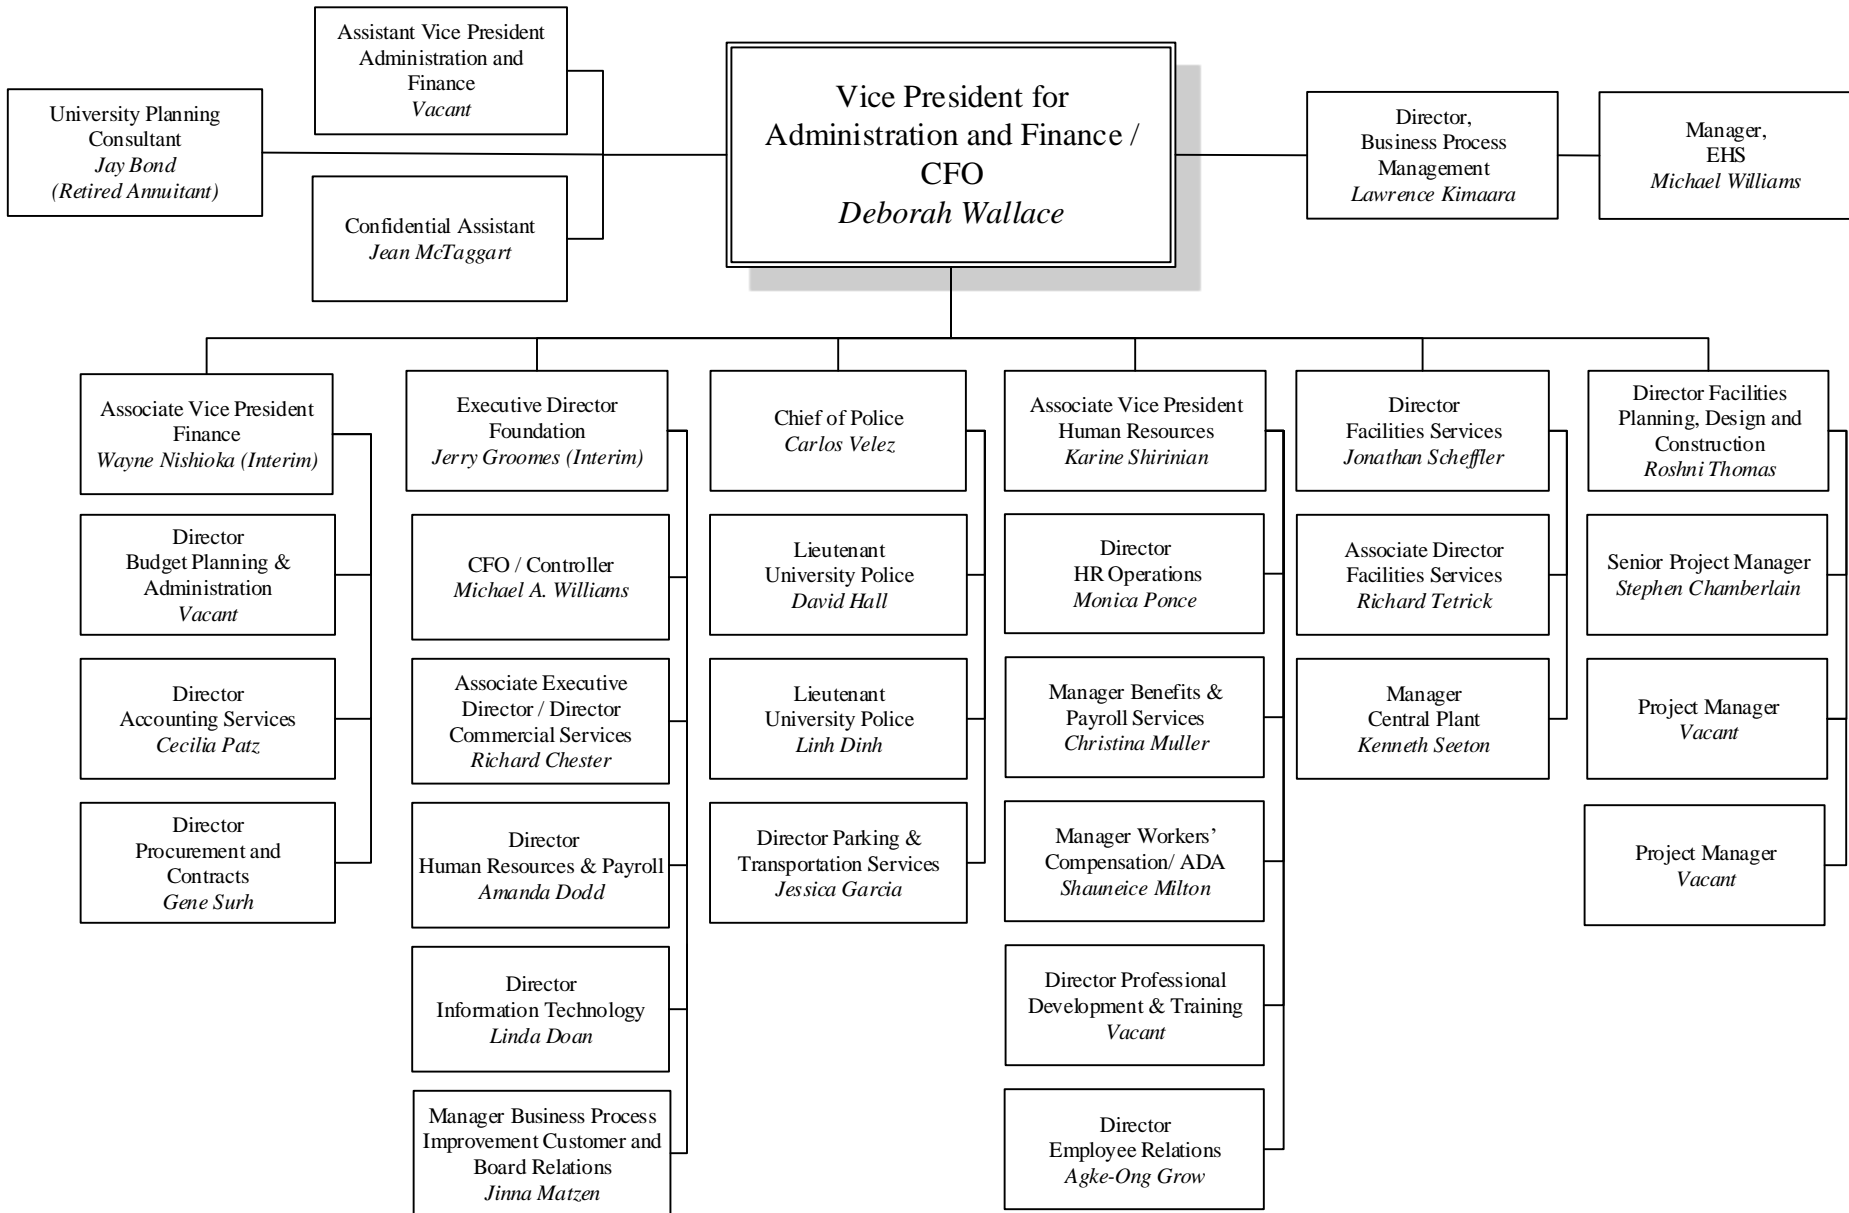 Assistant Vice President
Administration and
Finance
Vacant
University Planning
Consultant
Jay Bond
(Retired Annuitant)
Confidential Assistant
Jean McTaggart
Vice President for
Administration and Finance /
CFO
Deborah Wallace
Director,
Business Process
Management
Lawrence Kimaara
Manager,
EHS
Michael Williams
Associate Vice President
Finance
Wayne Nishioka (Interim)
Director
Budget Planning &
Administration
Vacant
Director
Accounting Services
Cecilia Patz
Director
Procurement and
Contracts
Gene Surh
Executive Director
Foundation
Jerry Groomes (Interim)
CFO / Controller
Michael A. Williams
Associate Executive
Director / Director
Commercial Services
Richard Chester
Director
Human Resources & Payroll
Amanda Dodd
Director
Information Technology
Linda Doan
Manager Business Process
Improvement Customer and
Board Relations
Jinna Matzen
Chief of Police
Carlos Velez
Lieutenant
University Police
David Hall
Lieutenant
University Police
Linh Dinh
Director Parking &
Transportation Services
Jessica Garcia
Associate Vice President
Human Resources
Karine Shirinian
Director
HR Operations
Monica Ponce
Manager Benefits &
Payroll Services
Christina Muller
Manager Workers’
Compensation/ ADA
Shauneice Milton
Director Professional
Development & Training
Vacant
Director
Employee Relations
Agke-Ong Grow
Director
Facilities Services
Jonathan Scheffler
Associate Director
Facilities Services
Richard Tetrick
Manager
Central Plant
Kenneth Seeton
Director Facilities
Planning, Design and
Construction
Roshni Thomas
Senior Project Manager
Stephen Chamberlain
Project Manager
Vacant
Project Manager
Vacant